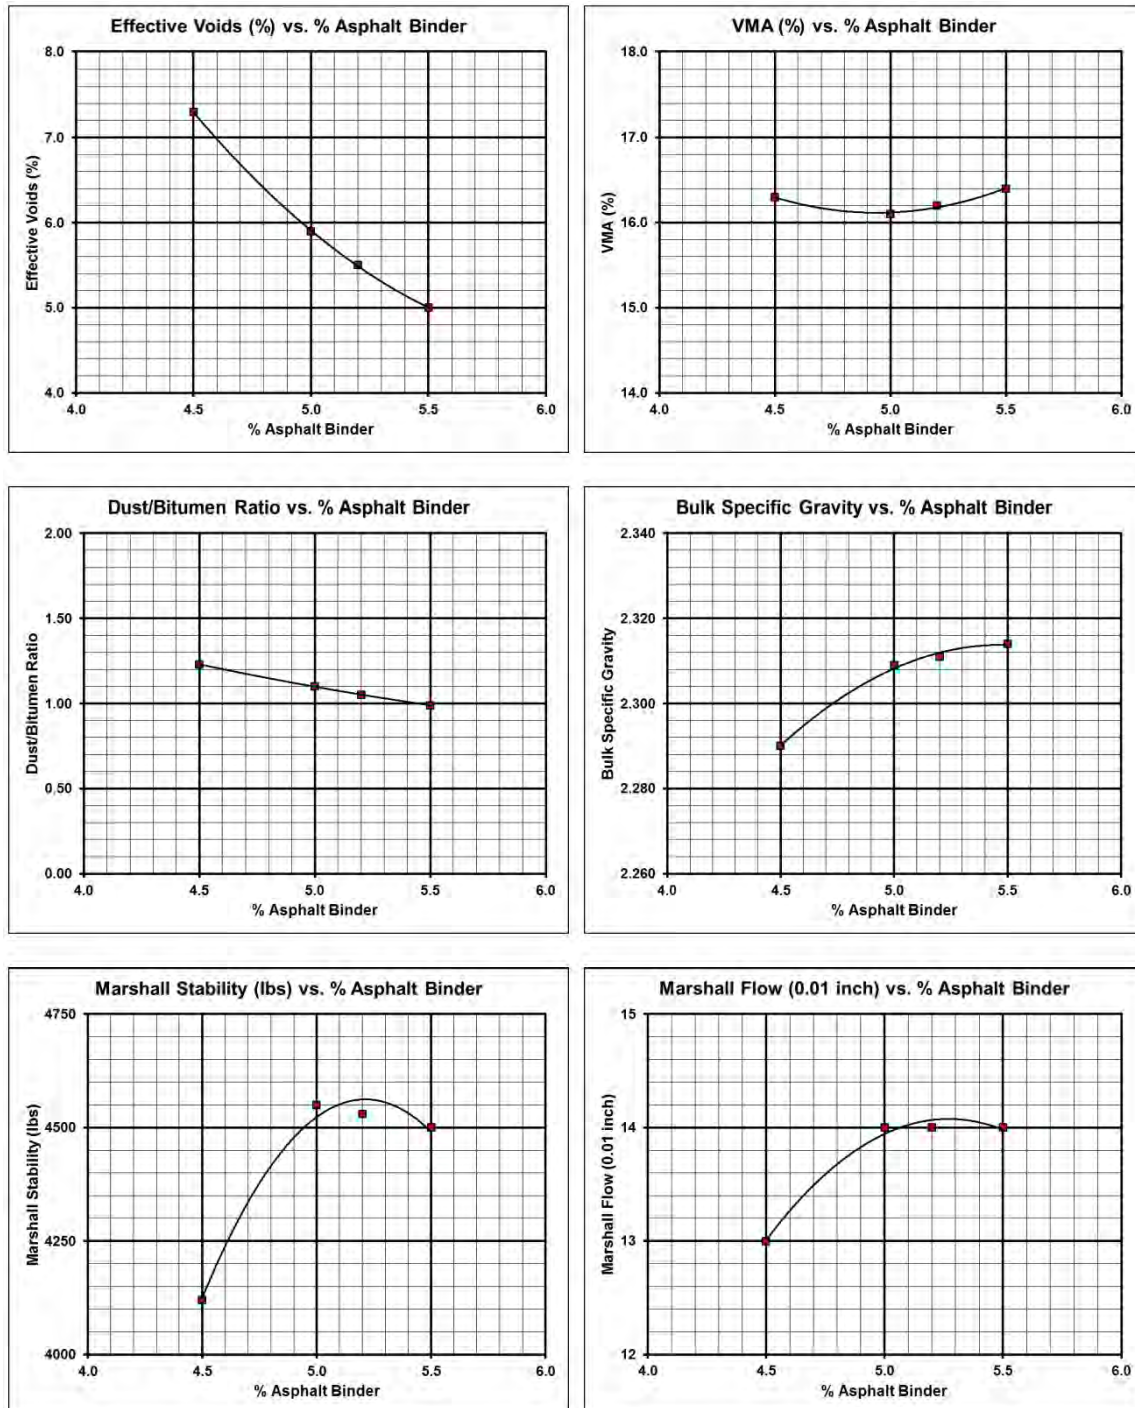 Effective Voids (%) vs. % Asphalt Binder
8.0
7.0
6.0
5.0
4.0
Effective Voids (%)
4.0 4.5 5.0 5.5 6.0
% Asphalt Binder
VMA (%) vs. % Asphalt Binder
18.0
17.0
16.0
15.0
14.0
VMA (%)
4.0 4.5 5.0 5.5 6.0
% Asphalt Binder
Dust/Bitumen Ratio vs. % Asphalt Binder
2.00
1.50
1.00
0.50
0.00
Dust/Bitumen Ratio
4.0 4.5 5.0 5.5 6.0
% Asphalt Binder
Bulk Specific Gravity vs. % Asphalt Binder
2.340
2.320
2.300
2.280
2.260
Bulk Specific Gravity
4.0 4.5 5.0 5.5 6.0
% Asphalt Binder
Marshall Stability (lbs) vs. % Asphalt Binder
4750
4500
4250
4000
Marshall Stability (lbs)
4.0 4.5 5.0 5.5 6.0
% Asphalt Binder
Marshall Flow (0.01 inch) vs. % Asphalt Binder
15
14
13
12
Marshall Flow (0.01 inch)
4.0 4.5 5.0 5.5 6.0
% Asphalt Binder